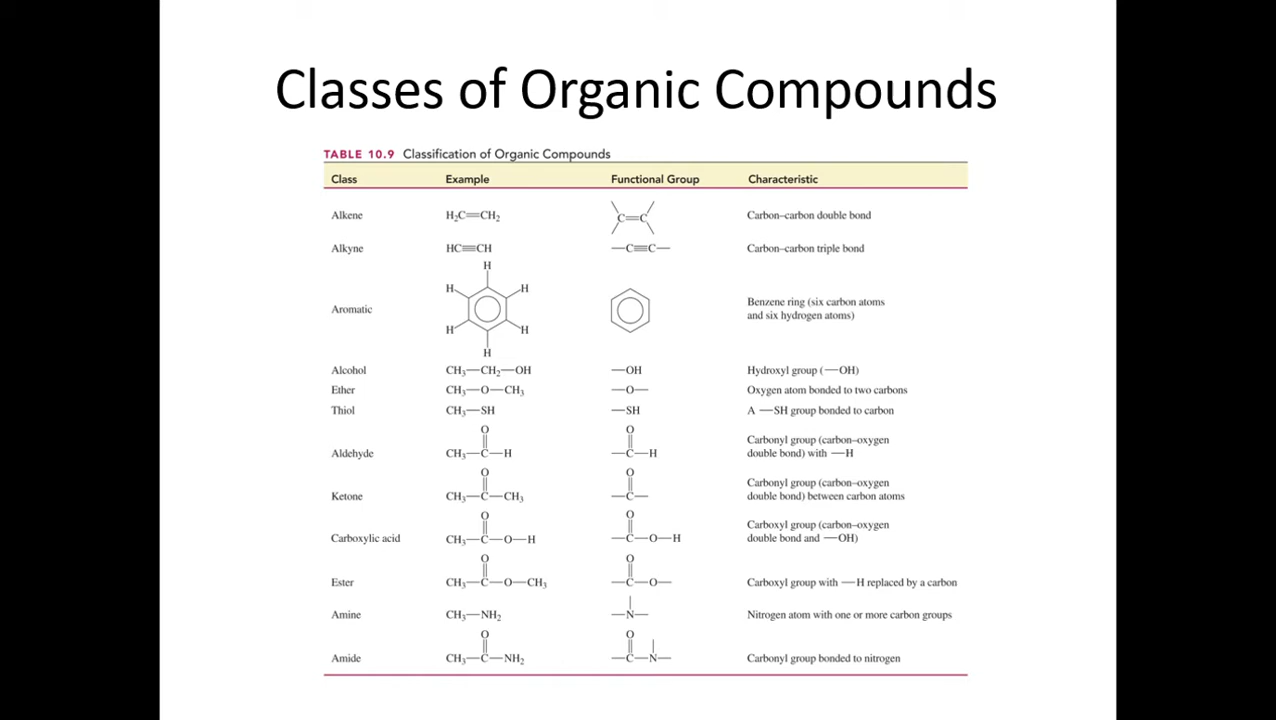 Classes of Organic Compounds
TABLE 10.9 Classification of Organic Compounds
Class Example Functional Group Characteristic
Alkene H₂C=CH₂ C=C Carbon–carbon double bond
Alkyne HC≡CH —C≡C— Carbon–carbon triple bond
H
H H
Aromatic Benzene ring (six carbon atoms
and six hydrogen atoms)
H H
H
Alcohol CH₃—CH₂—OH —OH Hydroxyl group (—OH)
Ether CH₃—O—CH₃ —O— Oxygen atom bonded to two carbons
Thiol CH₃—SH —SH A —SH group bonded to carbon
O O
Carbonyl group (carbon–oxygen
Aldehyde CH₃—C—H —C—H double bond) with —H
O O
Carbonyl group (carbon–oxygen
Ketone CH₃—C—CH₃ —C— double bond) between carbon atoms
O O
Carboxyl group (carbon–oxygen
Carboxylic acid CH₃—C—O—H —C—O—H double bond and —OH)
O O
Ester CH₃—C—O—CH₃ —C—O— Carboxyl group with —H replaced by a carbon
Amine CH₃—NH₂ —N— Nitrogen atom with one or more carbon groups
O O
Amide CH₃—C—NH₂ —C—N— Carbonyl group bonded to nitrogen